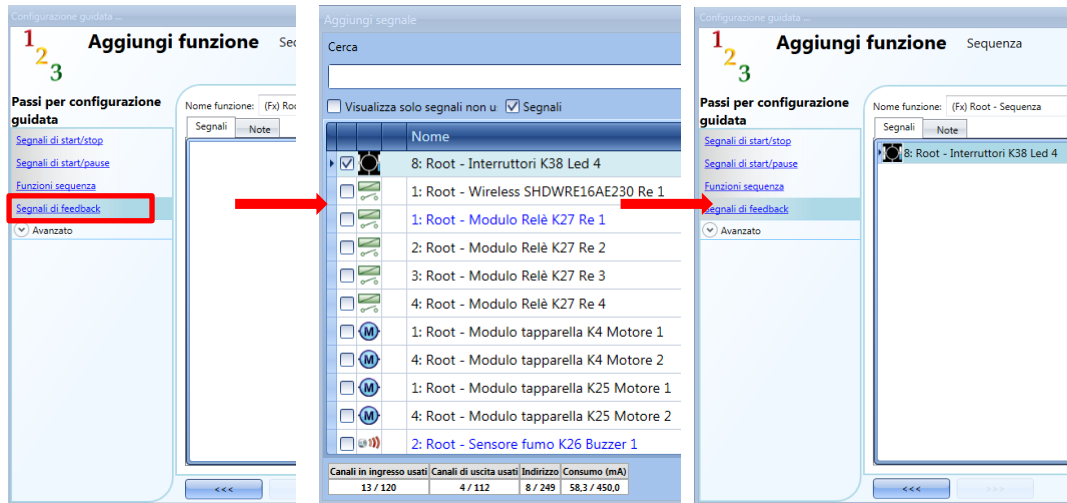 Configurazione guidata ...
1
2
3
Aggiungi funzione
Passi per configurazione
guidata
Segnali di start/stop
Segnali di start/pause
Funzioni sequenza
Segnali di feedback
Avanzato
Nome funzione: (Fx) Roo
Segnali Note
<<<
Aggiungi segnale
Cerca
Visualizza solo segnali non u Segnali
Nome
8: Root - Interruttori K38 Led 4
1: Root - Wireless SHDWRE16AE230 Re 1
1: Root - Modulo Relè K27 Re 1
2: Root - Modulo Relè K27 Re 2
3: Root - Modulo Relè K27 Re 3
4: Root - Modulo Relè K27 Re 4
M 1: Root - Modulo tapparella K4 Motore 1
M 4: Root - Modulo tapparella K4 Motore 2
M 1: Root - Modulo tapparella K25 Motore 1
M 4: Root - Modulo tapparella K25 Motore 2
2: Root - Sensore fumo K26 Buzzer 1
Canali in ingresso usati Canali di uscita usati Indirizzo Consumo (mA)
13 / 120 4 / 112 8 / 249 58,3 / 450,0
Configurazione guidata ...
1
2
3
Aggiungi funzione Sequenza
Passi per configurazione
guidata
Segnali di start/stop
Segnali di start/pause
Funzioni sequenza
Segnali di feedback
Avanzato
Nome funzione: (Fx) Root - Sequenza
Segnali Note
8: Root - Interruttori K38 Led 4
<<< >>>